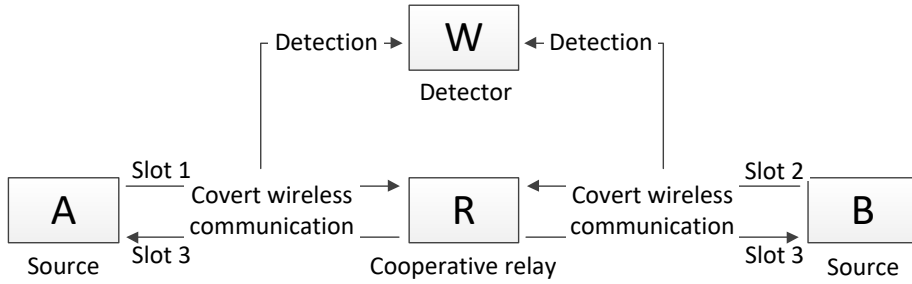 W
Detection
Detection
Detector
Slot 1
Slot 2
A
Covert wireless
communication
R
Covert wireless
communication
B
Slot 3
Slot 3
Source
Cooperative relay
Source